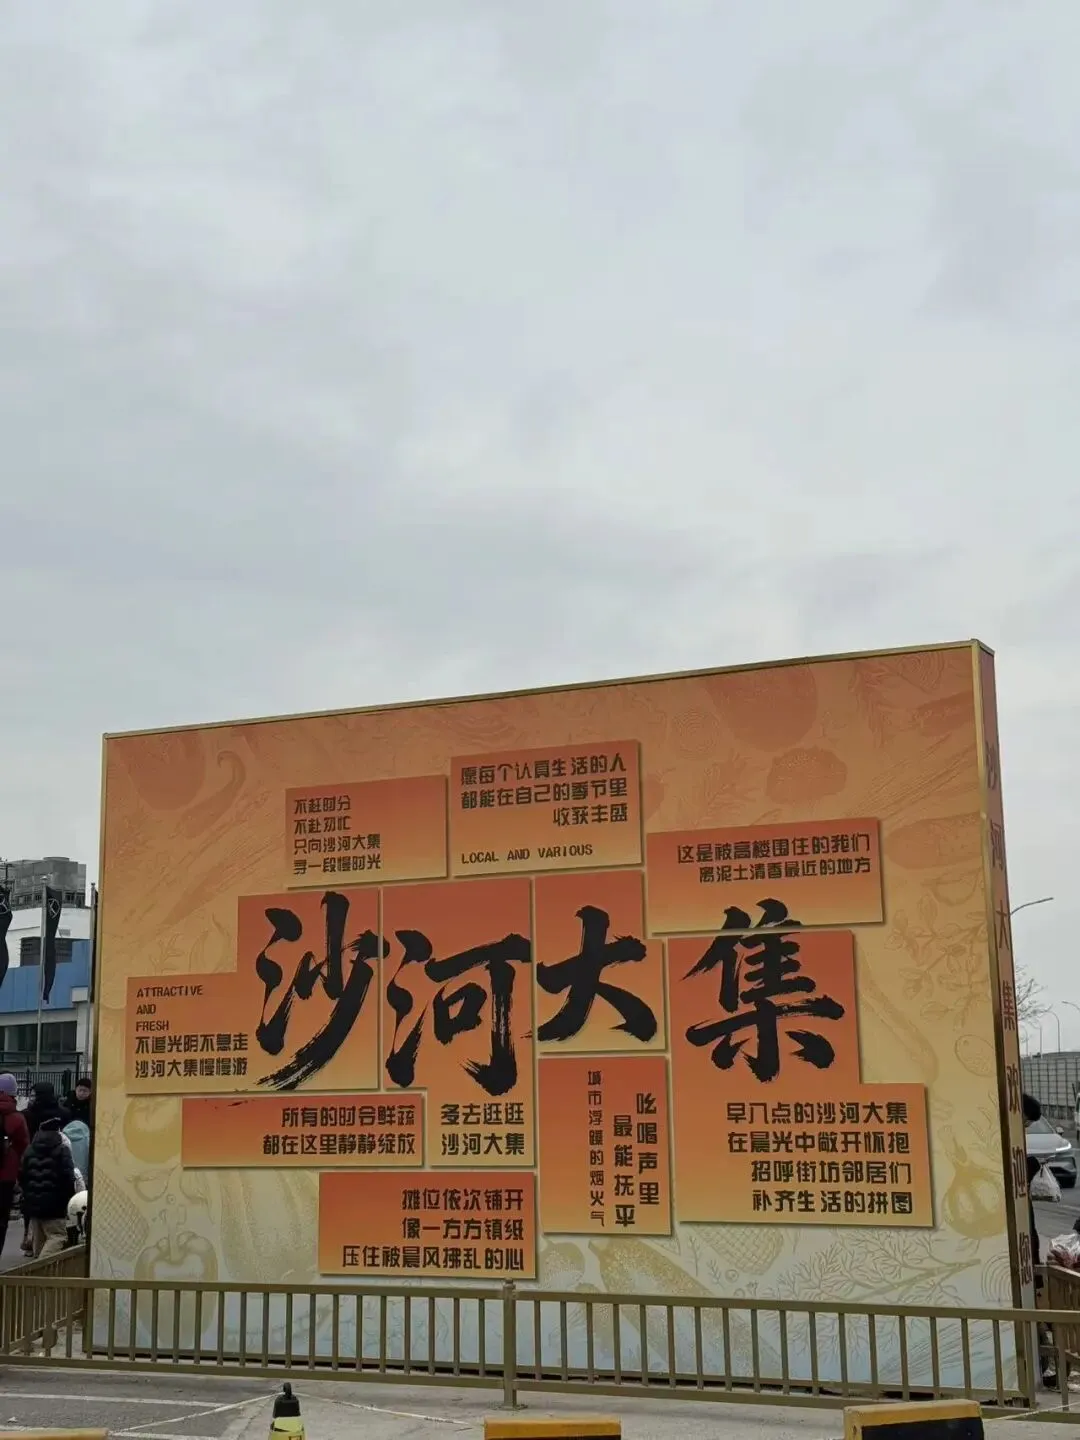 愿每个认真生活的人
都能在自己的季节里
收获丰盛
LOCAL AND VARIOUS
不赶时分
不赴匆忙
只向沙河大集
寻一段慢时光
这是被高楼围住的我们
离泥土清香最近的地方
沙河大集
ATTRACTIVE
AND
FRESH
不追光阴不急走
沙河大集慢慢游
所有的时令鲜蔬
都在这里静静绽放
多去逛逛
沙河大集
吆喝声里
最能抚平
城市浮躁的烟火气
早八点的沙河大集
在晨光中敞开怀抱
招呼街坊邻居们
补齐生活的拼图
摊位依次铺开
像一方方镇纸
压住被晨风拂乱的心
沙河大集欢迎您